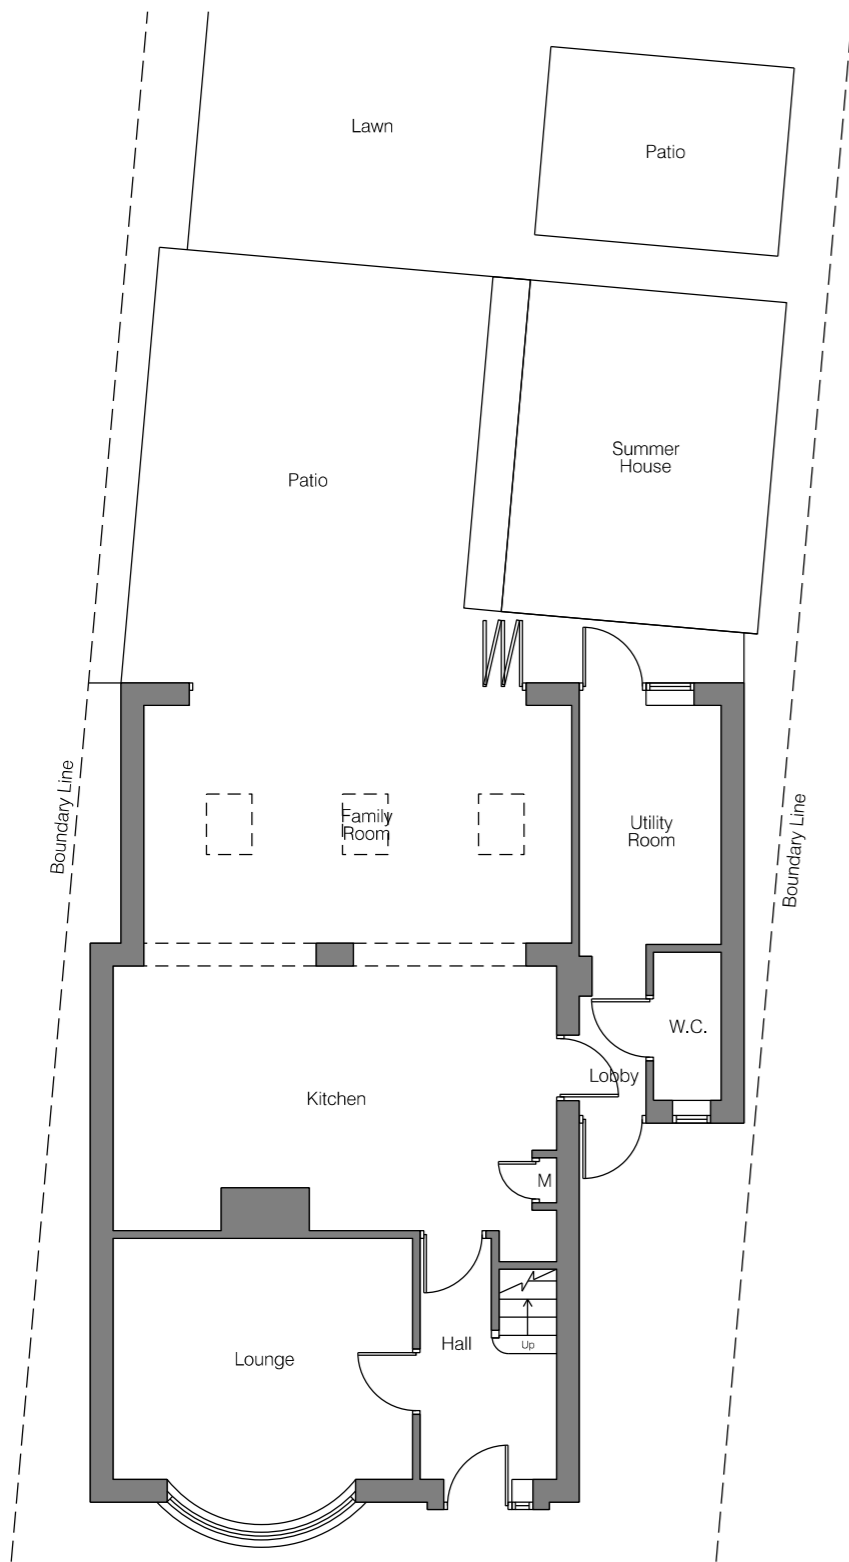 Lawn
Patio
Summer
House
Patio
Boundary Line
Family
Room
Utility
Room
Boundary Line
W.C.
Lobby
Kitchen
M
Hall
Up
Lounge